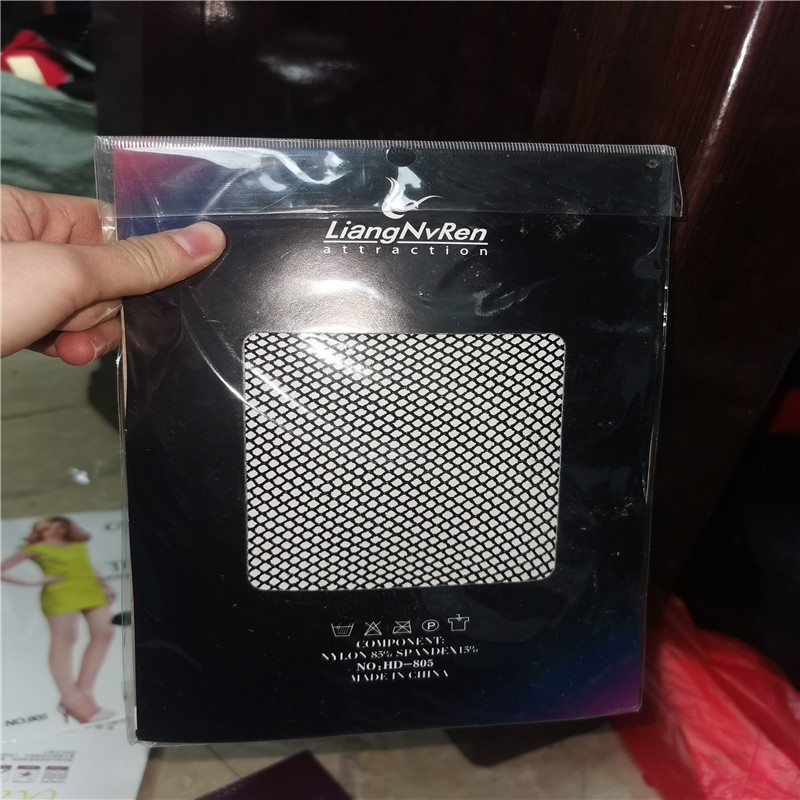 LiangNvRen
attraction
COMPONENT:
NYLON 85% SPANDEX15%
NO:HD-805
MADE IN CHINA